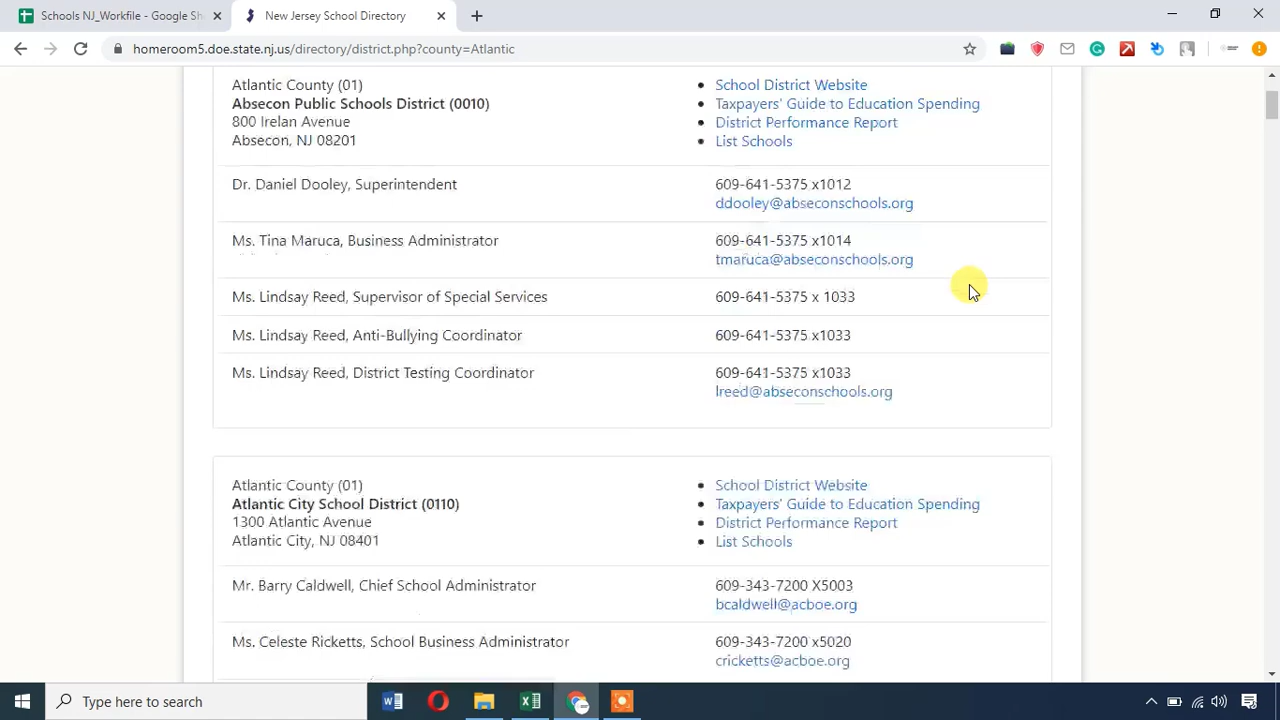 Schools NJ_Workfile - Google Sh
New Jersey School Directory
homeroom5.doe.state.nj.us/directory/district.php?county=Atlantic
Atlantic County (01)
Absecon Public Schools District (0010)
800 Irelan Avenue
Absecon, NJ 08201
School District Website
Taxpayers' Guide to Education Spending
District Performance Report
List Schools
Dr. Daniel Dooley, Superintendent
609-641-5375 x1012
ddooley@abseconschools.org
Ms. Tina Maruca, Business Administrator
609-641-5375 x1014
tmaruca@abseconschools.org
Ms. Lindsay Reed, Supervisor of Special Services
609-641-5375 x 1033
Ms. Lindsay Reed, Anti-Bullying Coordinator
609-641-5375 x1033
Ms. Lindsay Reed, District Testing Coordinator
609-641-5375 x1033
lreed@abseconschools.org
Atlantic County (01)
Atlantic City School District (0110)
1300 Atlantic Avenue
Atlantic City, NJ 08401
School District Website
Taxpayers' Guide to Education Spending
District Performance Report
List Schools
Mr. Barry Caldwell, Chief School Administrator
609-343-7200 X5003
bcaldwell@acboe.org
Ms. Celeste Ricketts, School Business Administrator
609-343-7200 x5020
cricketts@acboe.org
Type here to search